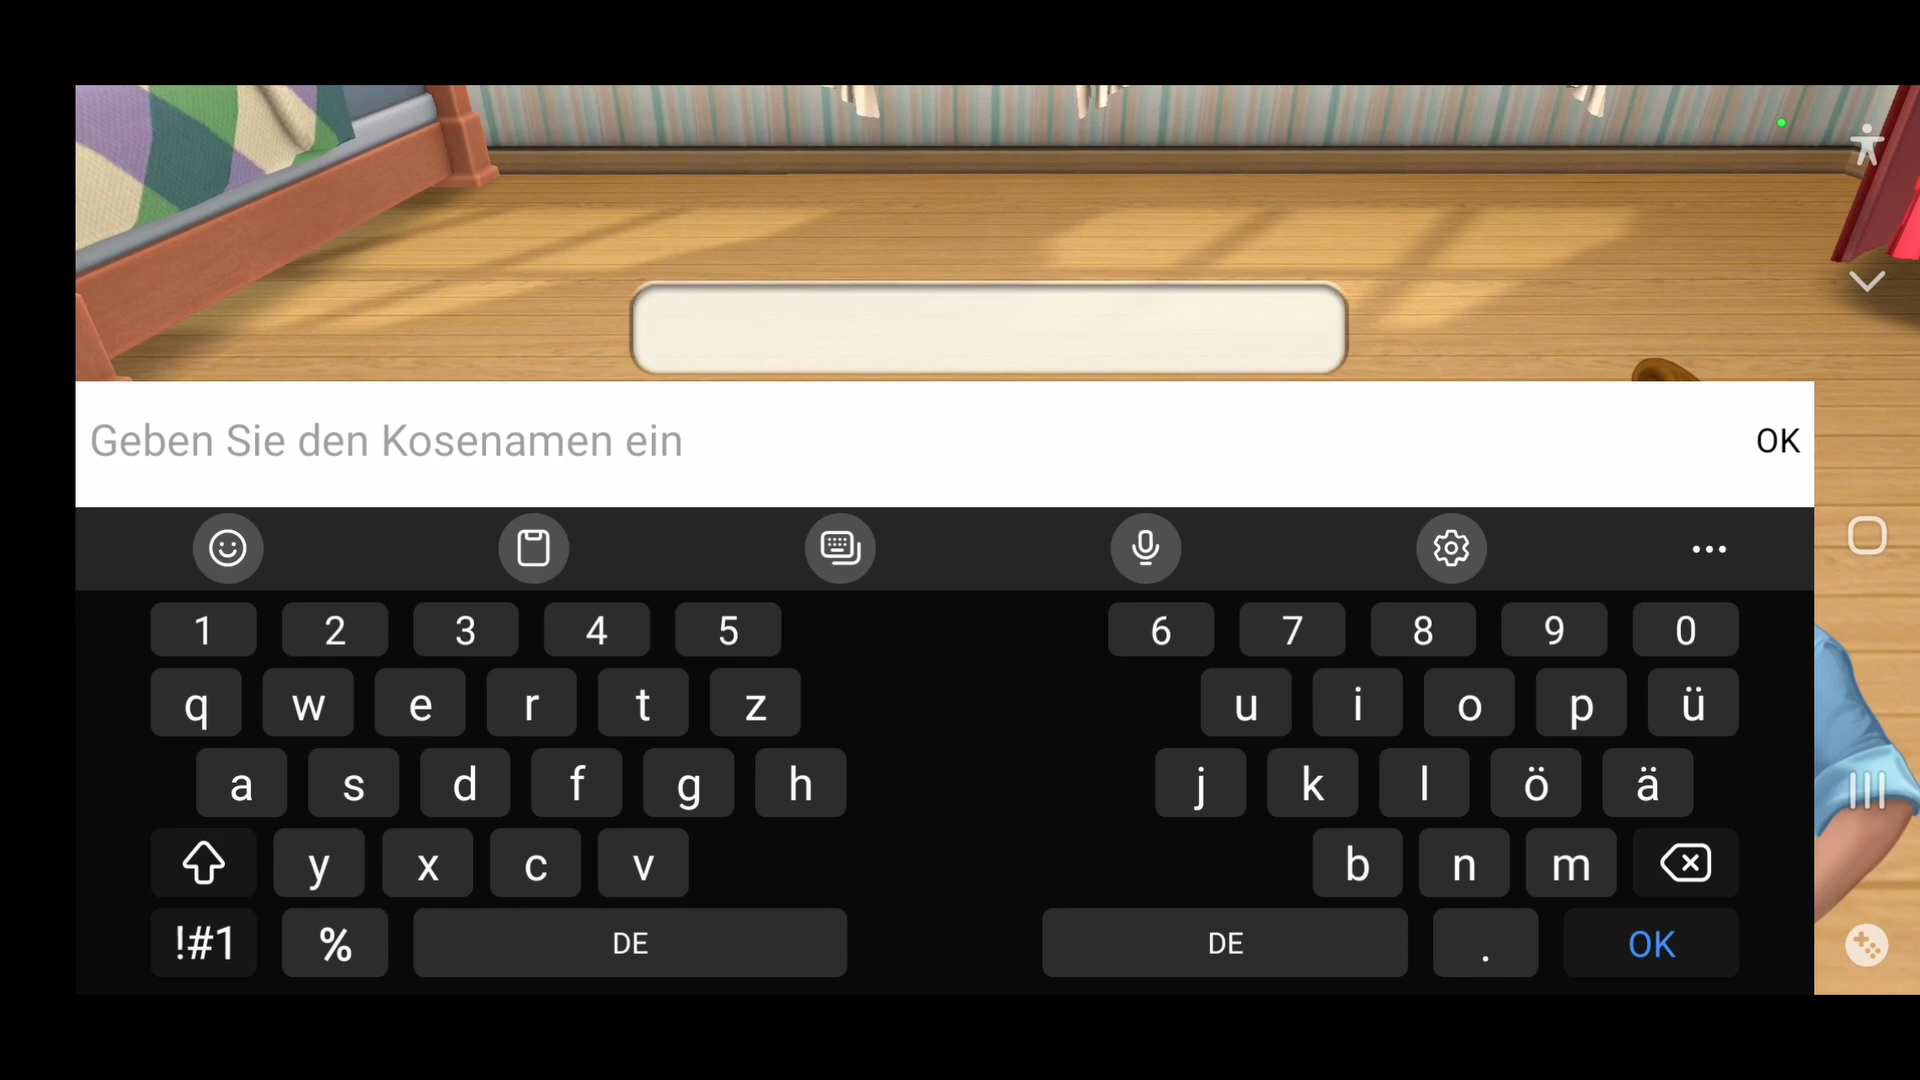 Geben Sie den Kosenamen ein
OK
1 2 3 4 5 6 7 8 9 0
q w e r t z u i o p ü
a s d f g h j k l ö ä
y x c v b n m
!#1 % DE DE . OK